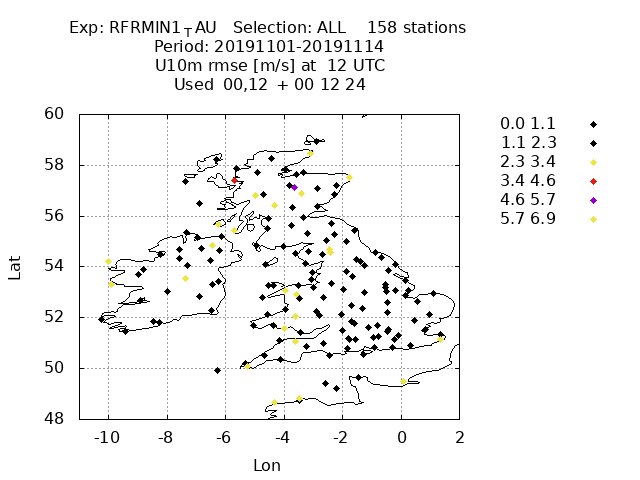 Exp: RFRMIN1_TAU Selection: ALL 158 stations
Period: 20191101-20191114
U10m rmse [m/s] at 12 UTC
Used 00,12 + 00 12 24
60
58
56
54
52
50
48
-10 -8 -6 -4 -2 0 2
Lat
Lon
0.0 1.1
1.1 2.3
2.3 3.4
3.4 4.6
4.6 5.7
5.7 6.9